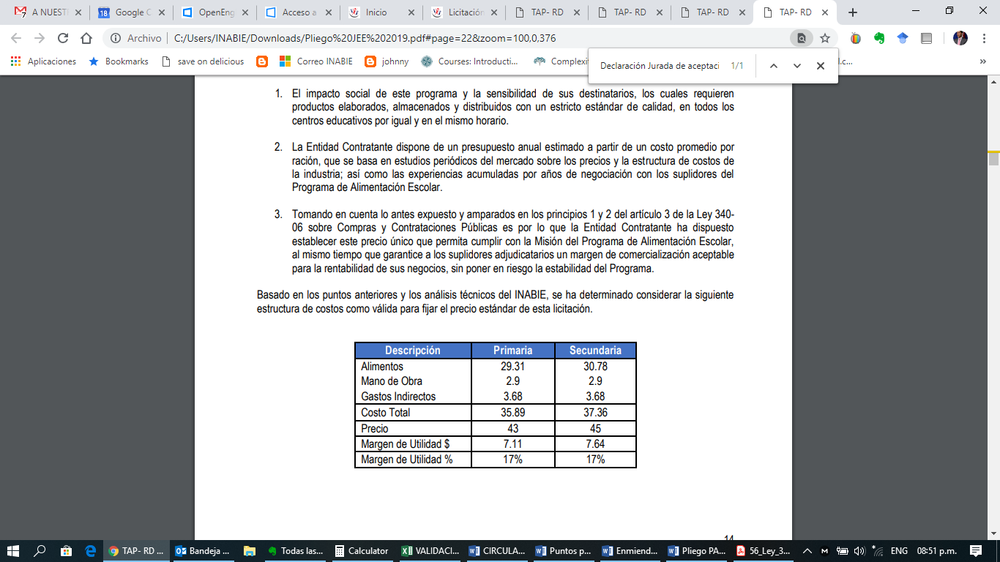 A NUEST
Google C
OpenEng
Acceso a
Inicio
Licitación
TAP- RD
TAP- RD
TAP- RD
TAP- RD
Archivo | C:/Users/INABIE/Downloads/Pliego%20JEE%202019.pdf#page=22&zoom=100,0,376
Aplicaciones
Bookmarks
save on delicious
Correo INABIE
johnny
Courses: Introducti...
Complexi
l.c...
»
Declaración Jurada de aceptaci 1/1
1. El impacto social de este programa y la sensibilidad de sus destinatarios, los cuales requieren
productos elaborados, almacenados y distribuidos con un estricto estándar de calidad, en todos los
centros educativos por igual y en el mismo horario.
2. La Entidad Contratante dispone de un presupuesto anual estimado a partir de un costo promedio por
ración, que se basa en estudios periódicos del mercado sobre los precios y la estructura de costos de
la industria; así como las experiencias acumuladas por años de negociación con los suplidores del
Programa de Alimentación Escolar.
3. Tomando en cuenta lo antes expuesto y amparados en los principios 1 y 2 del artículo 3 de la Ley 340-
06 sobre Compras y Contrataciones Públicas es por lo que la Entidad Contratante ha dispuesto
establecer este precio único que permita cumplir con la Misión del Programa de Alimentación Escolar,
al mismo tiempo que garantice a los suplidores adjudicatarios un margen de comercialización aceptable
para la rentabilidad de sus negocios, sin poner en riesgo la estabilidad del Programa.
Basado en los puntos anteriores y los análisis técnicos del INABIE, se ha determinado considerar la siguiente
estructura de costos como válida para fijar el precio estándar de esta licitación.
Descripción Primaria Secundaria
Alimentos 29.31 30.78
Mano de Obra 2.9 2.9
Gastos Indirectos 3.68 3.68
Costo Total 35.89 37.36
Precio 43 45
Margen de Utilidad $ 7.11 7.64
Margen de Utilidad % 17% 17%
14
TAP- RD ...
Bandeja ...
Todas las...
Calculator
VALIDACI...
CIRCULA...
Puntos p...
Enmiend...
Pliego PA...
56_Ley_3...
ENG
08:51 p.m.